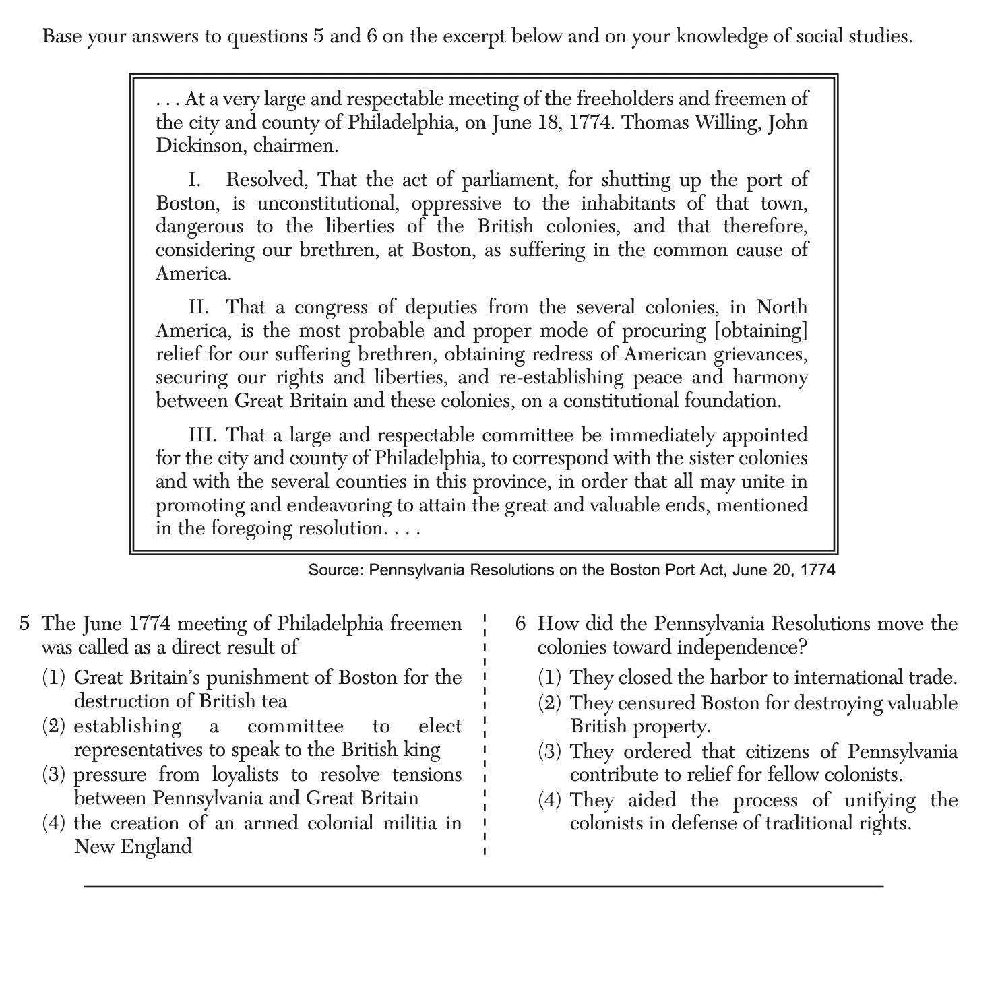 Base your answers to questions 5 and 6 on the excerpt below and on your knowledge of social studies.
. . . At a very large and respectable meeting of the freeholders and freemen of
the city and county of Philadelphia, on June 18, 1774. Thomas Willing, John
Dickinson, chairmen.
I. Resolved, That the act of parliament, for shutting up the port of
Boston, is unconstitutional, oppressive to the inhabitants of that town,
dangerous to the liberties of the British colonies, and that therefore,
considering our brethren, at Boston, as suffering in the common cause of
America.
II. That a congress of deputies from the several colonies, in North
America, is the most probable and proper mode of procuring [obtaining]
relief for our suffering brethren, obtaining redress of American grievances,
securing our rights and liberties, and re-establishing peace and harmony
between Great Britain and these colonies, on a constitutional foundation.
III. That a large and respectable committee be immediately appointed
for the city and county of Philadelphia, to correspond with the sister colonies
and with the several counties in this province, in order that all may unite in
promoting and endeavoring to attain the great and valuable ends, mentioned
in the foregoing resolution. . . .
Source: Pennsylvania Resolutions on the Boston Port Act, June 20, 1774
5 The June 1774 meeting of Philadelphia freemen
was called as a direct result of
(1) Great Britain’s punishment of Boston for the
destruction of British tea
(2) establishing a committee to elect
representatives to speak to the British king
(3) pressure from loyalists to resolve tensions
between Pennsylvania and Great Britain
(4) the creation of an armed colonial militia in
New England
6 How did the Pennsylvania Resolutions move the
colonies toward independence?
(1) They closed the harbor to international trade.
(2) They censured Boston for destroying valuable
British property.
(3) They ordered that citizens of Pennsylvania
contribute to relief for fellow colonists.
(4) They aided the process of unifying the
colonists in defense of traditional rights.